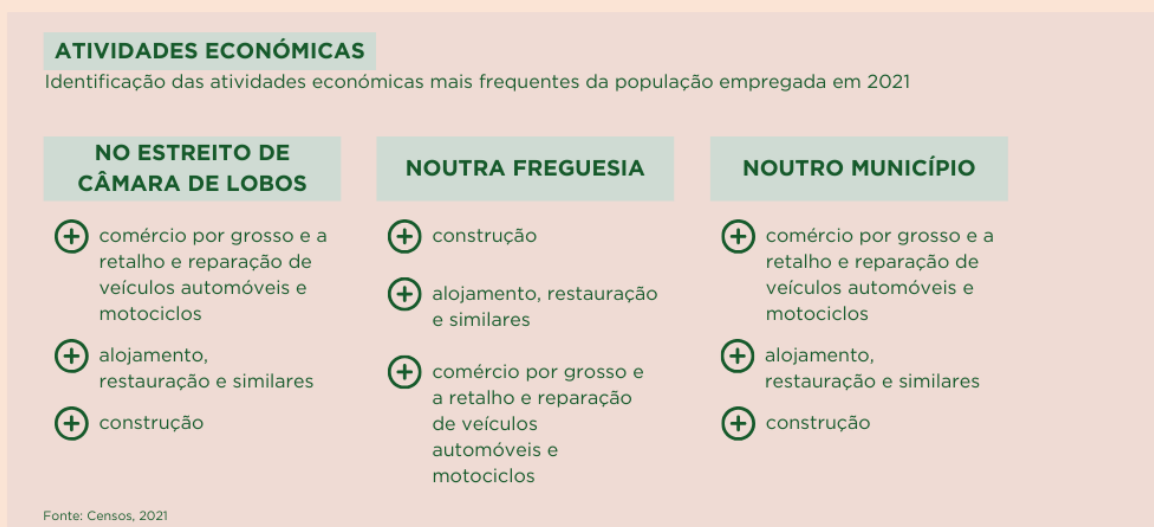 ATIVIDADES ECONÓMICAS
Identificação das atividades económicas mais frequentes da população empregada em 2021
NO ESTREITO DE
CÂMARA DE LOBOS
comércio por grosso e a
retalho e reparação de
veículos automóveis e
motociclos
alojamento,
restauração e similares
construção
NOUTRA FREGUESIA
construção
alojamento, restauração
e similares
comércio por grosso e
a retalho e reparação
de veículos
automóveis e
motociclos
NOUTRO MUNICÍPIO
comércio por grosso e a
retalho e reparação de
veículos automóveis e
motociclos
alojamento,
restauração e similares
construção
Fonte: Censos, 2021